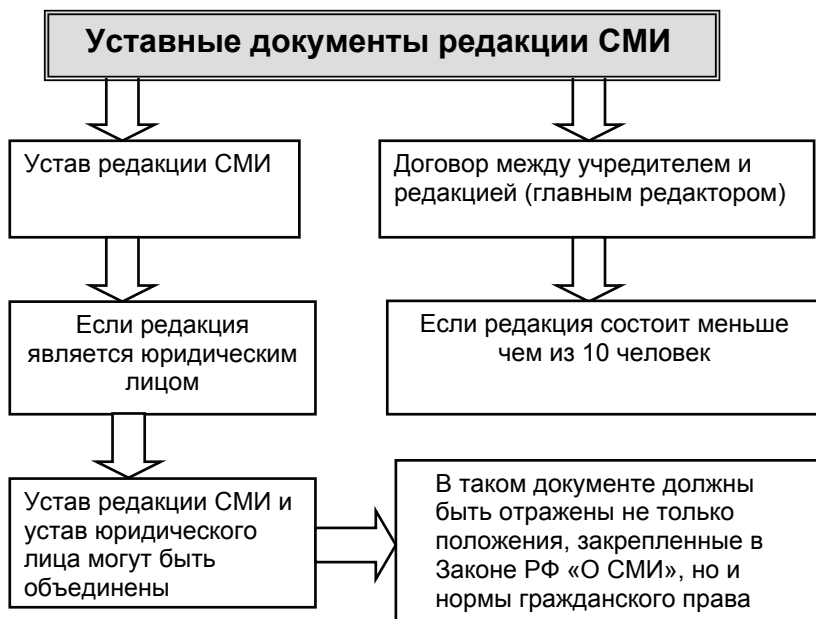 Уставные документы редакции СМИ
Устав редакции СМИ
Договор между учредителем и
редакцией (главным редактором)
Если редакция
является юридическим
лицом
Если редакция состоит меньше
чем из 10 человек
Устав редакции СМИ и
устав юридического
лица могут быть
объединены
В таком документе должны
быть отражены не только
положения, закрепленные в
Законе РФ «О СМИ», но и
нормы гражданского права